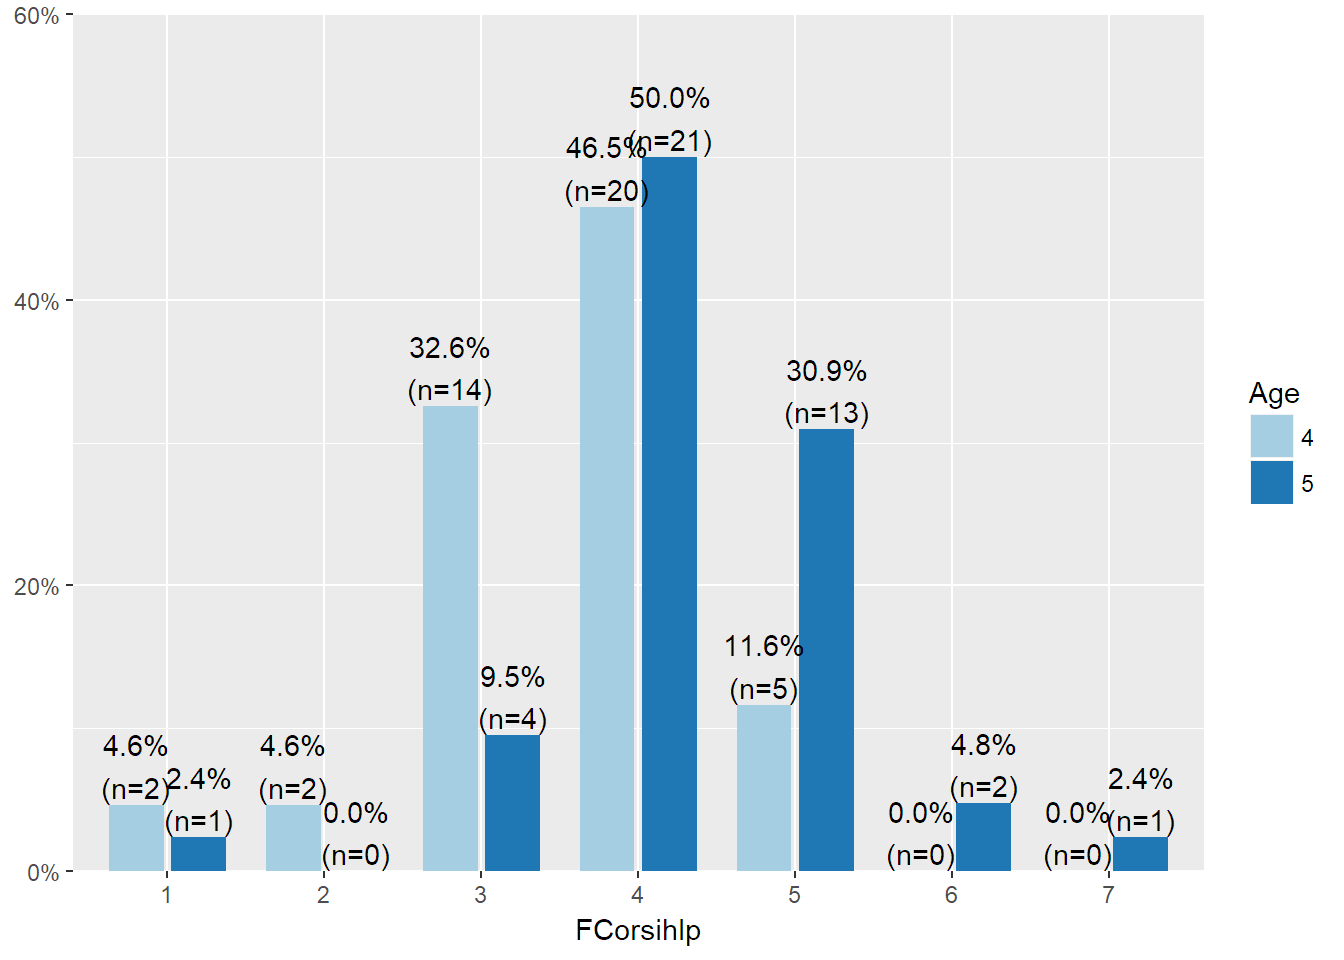 60%
40%
20%
0%
4.6%
(n=2)
2.4%
(n=1)
4.6%
(n=2)
0.0%
(n=0)
32.6%
(n=14)
9.5%
(n=4)
46.5%
(n=20)
50.0%
(n=21)
11.6%
(n=5)
30.9%
(n=13)
0.0%
(n=0)
4.8%
(n=2)
0.0%
(n=0)
2.4%
(n=1)
1 2 3 4 5 6 7
FCorsihlp
Age
4
5